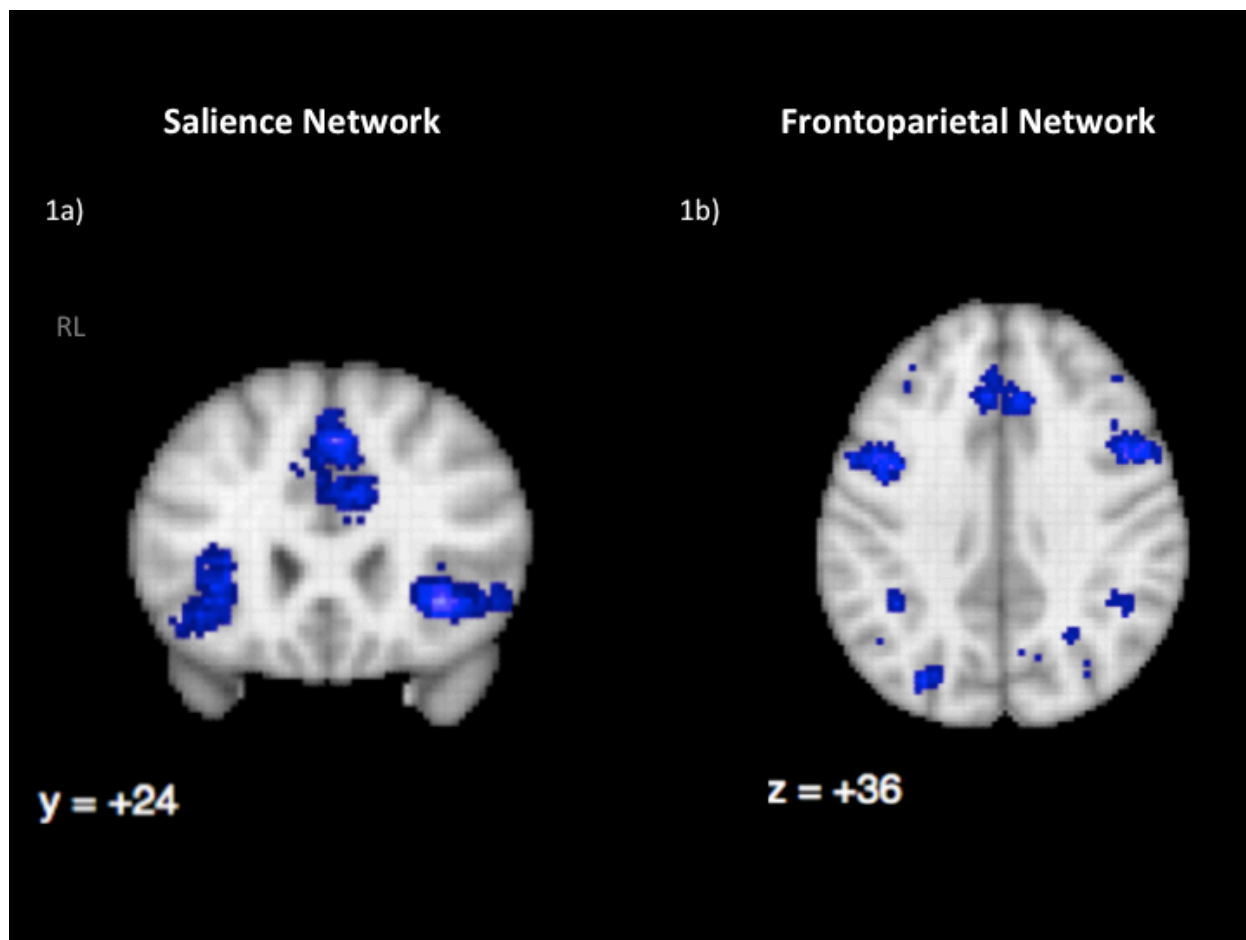 Salience Network
Frontoparietal Network
1a)
1b)
RL
y = +24
z = +36